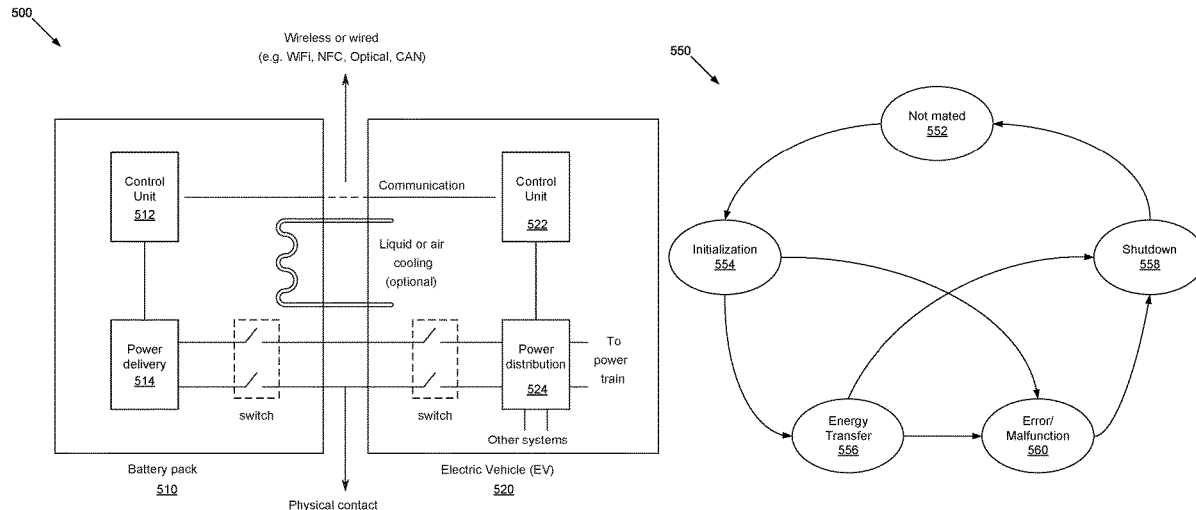 500
Wireless or wired
(e.g. WiFi, NFC, Optical, CAN)
Control
Unit
512
Communication
Control
Unit
522
Liquid or air
cooling
(optional)
Power
delivery
514
switch
switch
Power
distribution
524
To
power
train
Other systems
Battery pack
510
Electric Vehicle (EV)
520
Physical contact
550
Not mated
552
Initialization
554
Shutdown
558
Energy
Transfer
556
Error/
Malfunction
560